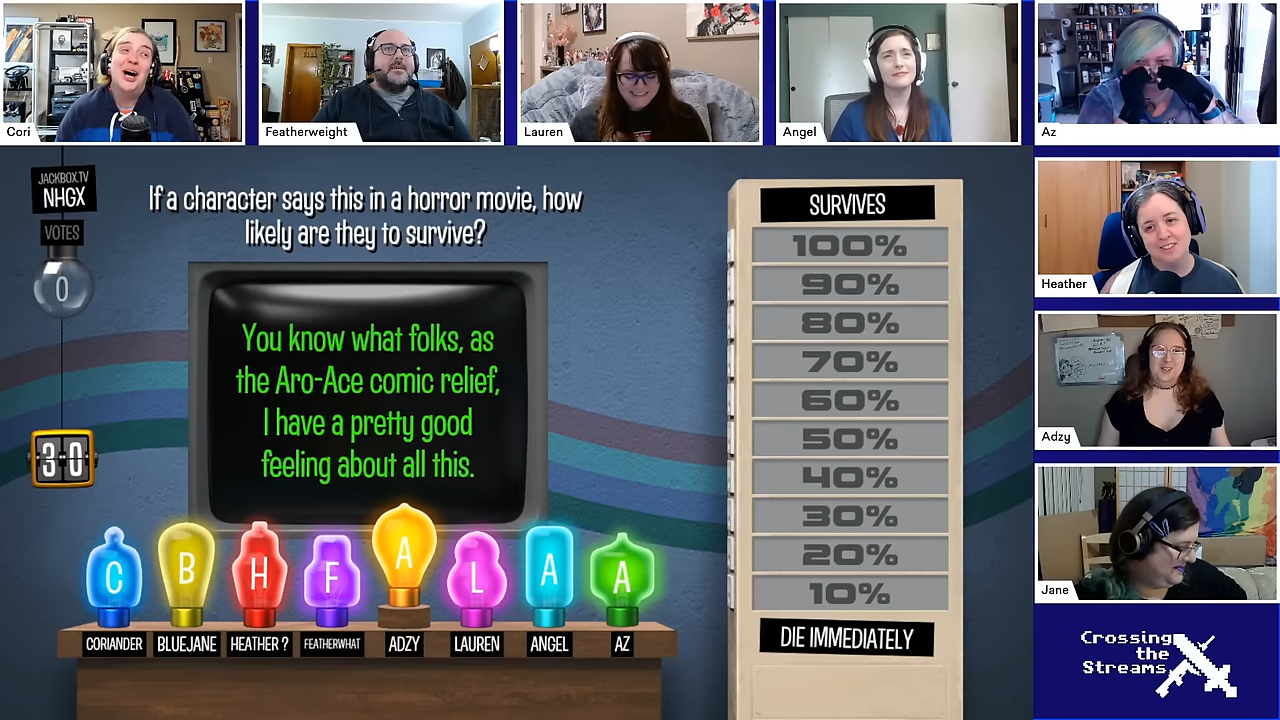 Cori
Featherweight
Lauren
Angel
Az
JACKBOX.TV
NHGX
VOTES
0
If a character says this in a horror movie, how
likely are they to survive?
You know what folks, as
the Aro-Ace comic relief,
I have a pretty good
feeling about all this.
30
SURVIVES
100%
90%
80%
70%
60%
50%
40%
30%
20%
10%
DIE IMMEDIATELY
C
B
H
F
A
L
A
A
CORIANDER
BLUEJANE
HEATHER ?
FEATHERWHAT
ADZY
LAUREN
ANGEL
AZ
Heather
Adzy
Jane
Crossing
the
Streams